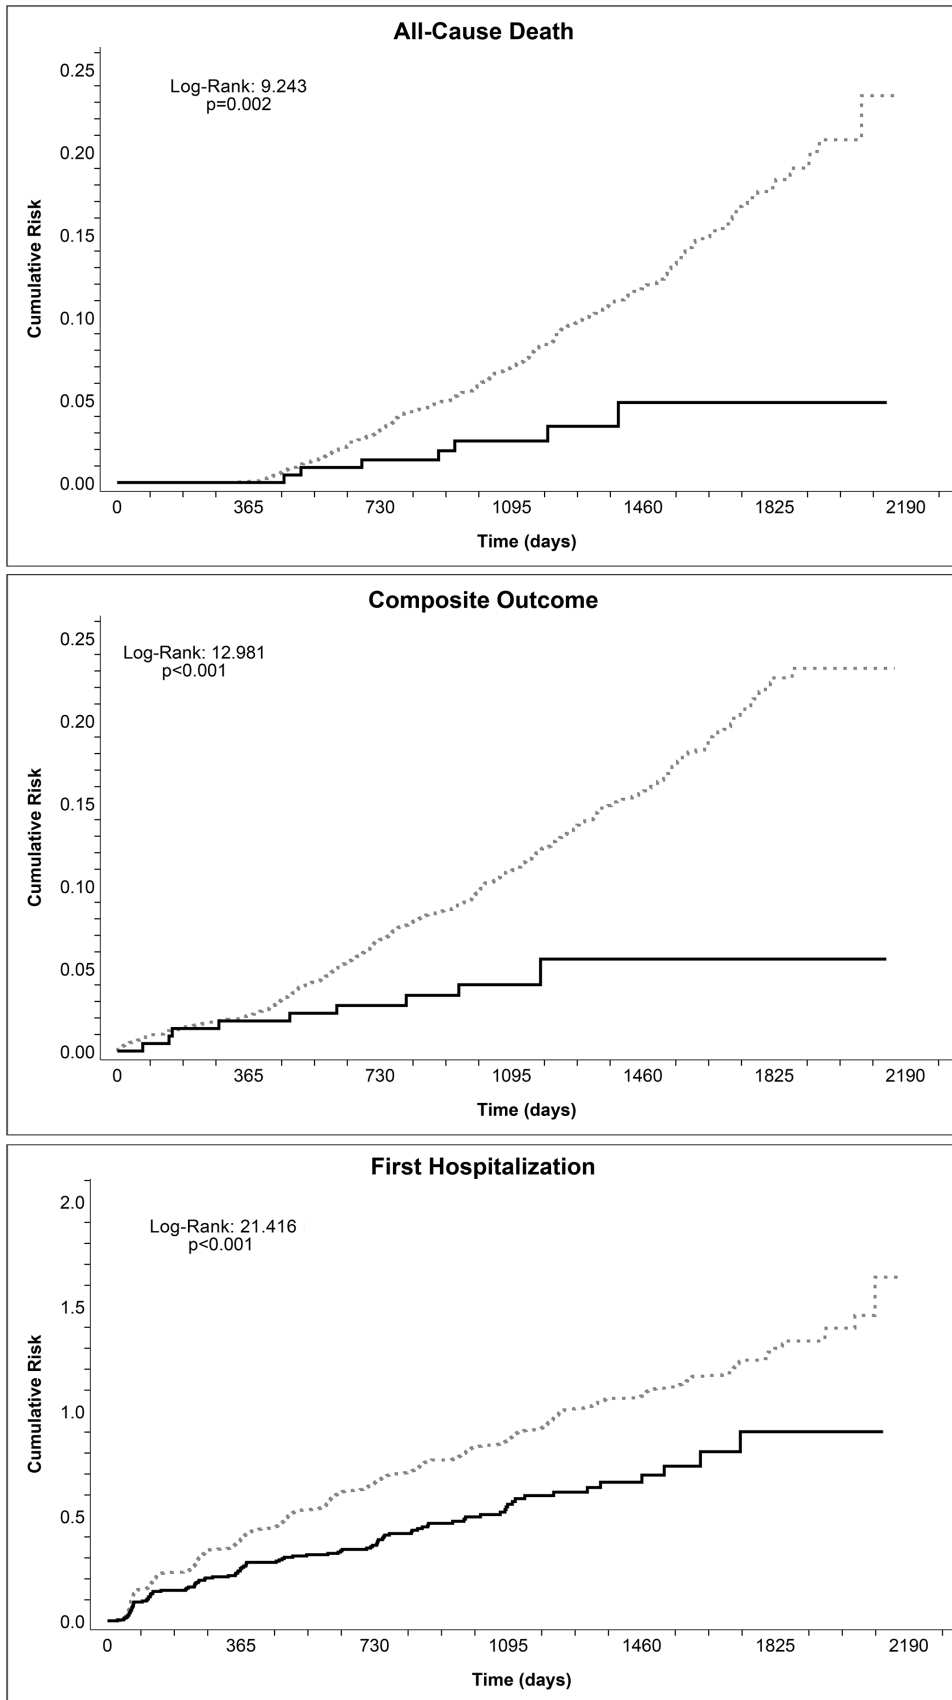 All-Cause Death
Log-Rank: 9.243
p=0.002
Cumulative Risk
0.25
0.20
0.15
0.10
0.05
0.00
0 365 730 1095 1460 1825 2190
Time (days)
Composite Outcome
Log-Rank: 12.981
p<0.001
Cumulative Risk
0.25
0.20
0.15
0.10
0.05
0.00
0 365 730 1095 1460 1825 2190
Time (days)
First Hospitalization
Log-Rank: 21.416
p<0.001
Cumulative Risk
2.0
1.5
1.0
0.5
0.0
0 365 730 1095 1460 1825 2190
Time (days)